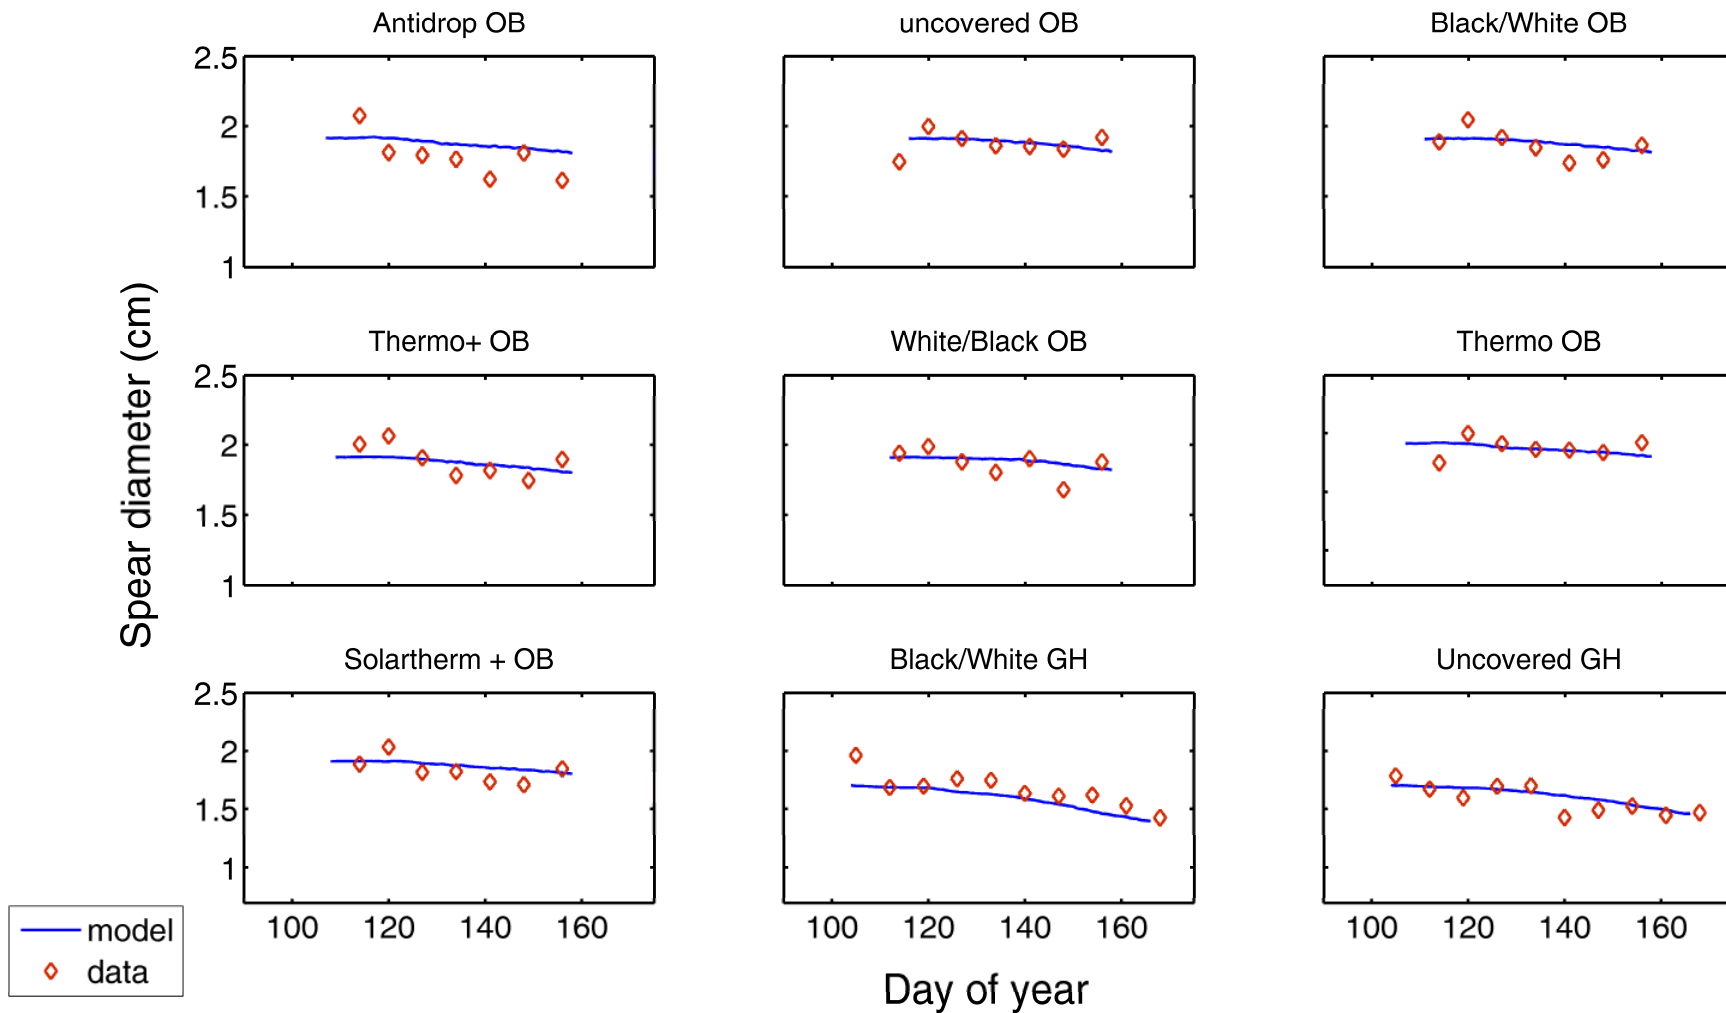 Antidrop OB
uncovered OB
Black/White OB
2.5
2
1.5
1
Thermo+ OB
White/Black OB
Thermo OB
2.5
2
1.5
1
Spear diameter (cm)
Solartherm + OB
Black/White GH
Uncovered GH
2.5
2
1.5
1
100 120 140 160
100 120 140 160
100 120 140 160
model
data
Day of year